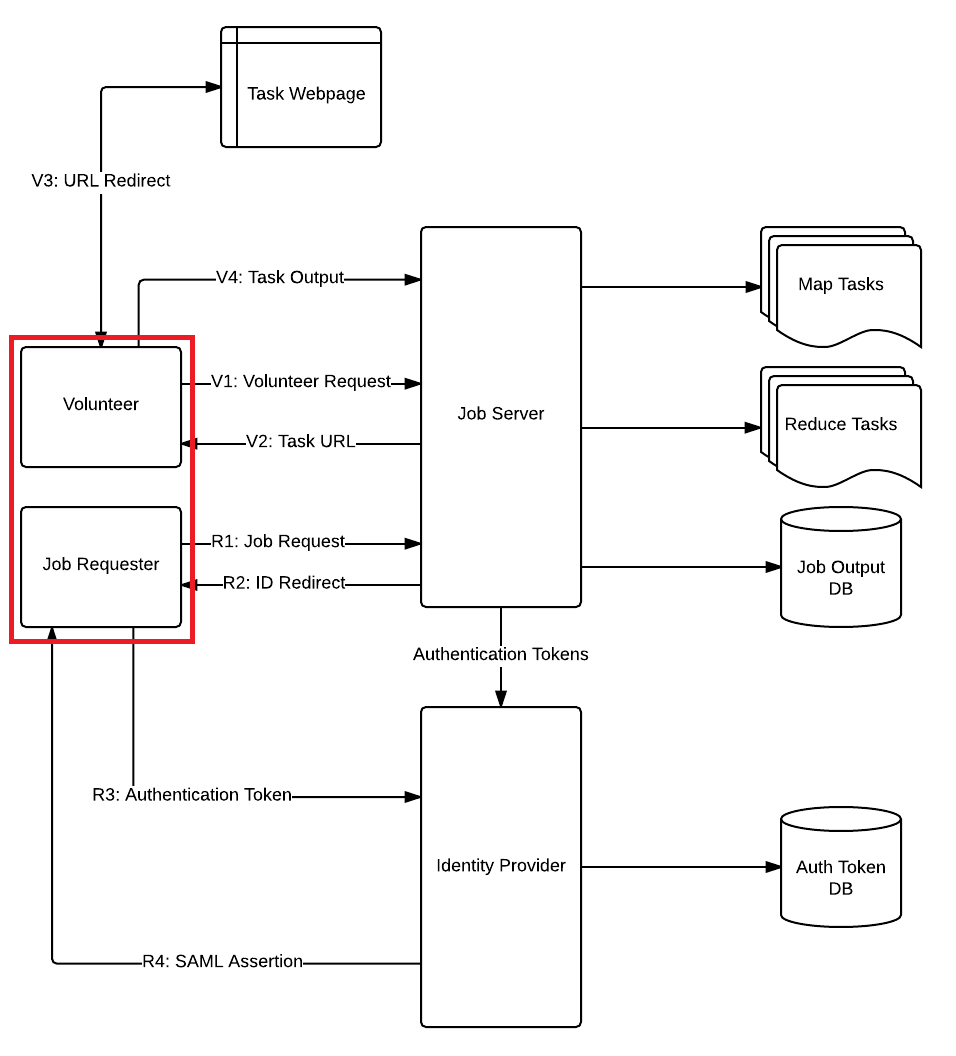 Task Webpage
V3: URL Redirect
V4: Task Output
Map Tasks
Volunteer
V1: Volunteer Request
Job Server
V2: Task URL
Reduce Tasks
Job Requester
R1: Job Request
R2: ID Redirect
Job Output
DB
Authentication Tokens
R3: Authentication Token
Identity Provider
Auth Token
DB
R4: SAML Assertion